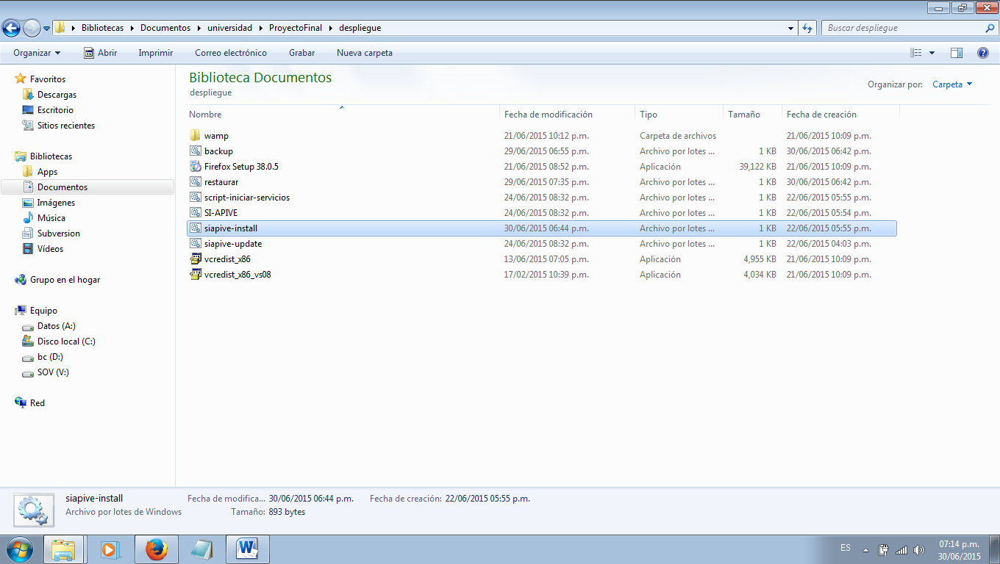 Bibliotecas Documentos universidad ProyectoFinal despliegue Buscar despliegue
Organizar Abrir Imprimir Correo electrónico Grabar Nueva carpeta
Favoritos
Descargas
Escritorio
Sitios recientes
Bibliotecas
Apps
Documentos
Imágenes
Música
Subversion
Vídeos
Grupo en el hogar
Equipo
Datos (A:)
Disco local (C:)
bc (D:)
SOV (V:)
Red
Biblioteca Documentos
despliegue
Organizar por: Carpeta
Nombre Fecha de modificación Tipo Tamaño Fecha de creación
wamp 21/06/2015 10:12 p.m. Carpeta de archivos 21/06/2015 10:09 p.m.
backup 29/06/2015 06:55 p.m. Archivo por lotes ... 1 KB 30/06/2015 06:42 p.m.
Firefox Setup 38.0.5 21/06/2015 08:52 p.m. Aplicación 39,122 KB 21/06/2015 10:09 p.m.
restaurar 29/06/2015 07:35 p.m. Archivo por lotes ... 1 KB 30/06/2015 06:42 p.m.
script-iniciar-servicios 24/06/2015 08:32 p.m. Archivo por lotes ... 1 KB 22/06/2015 05:55 p.m.
SI-APIVE 24/06/2015 08:32 p.m. Archivo por lotes ... 1 KB 22/06/2015 05:54 p.m.
siapive-install 30/06/2015 06:44 p.m. Archivo por lotes ... 1 KB 22/06/2015 05:55 p.m.
siapive-update 24/06/2015 08:32 p.m. Archivo por lotes ... 1 KB 22/06/2015 04:03 p.m.
vcredist_x86 13/06/2015 07:05 p.m. Aplicación 4,955 KB 21/06/2015 10:09 p.m.
vcredist_x86_vs08 17/02/2015 10:39 p.m. Aplicación 4,034 KB 21/06/2015 10:09 p.m.
siapive-install Fecha de modifica... 30/06/2015 06:44 p.m. Fecha de creación: 22/06/2015 05:55 p.m.
Archivo por lotes de Windows Tamaño: 893 bytes
ES 07:14 p.m.
30/06/2015